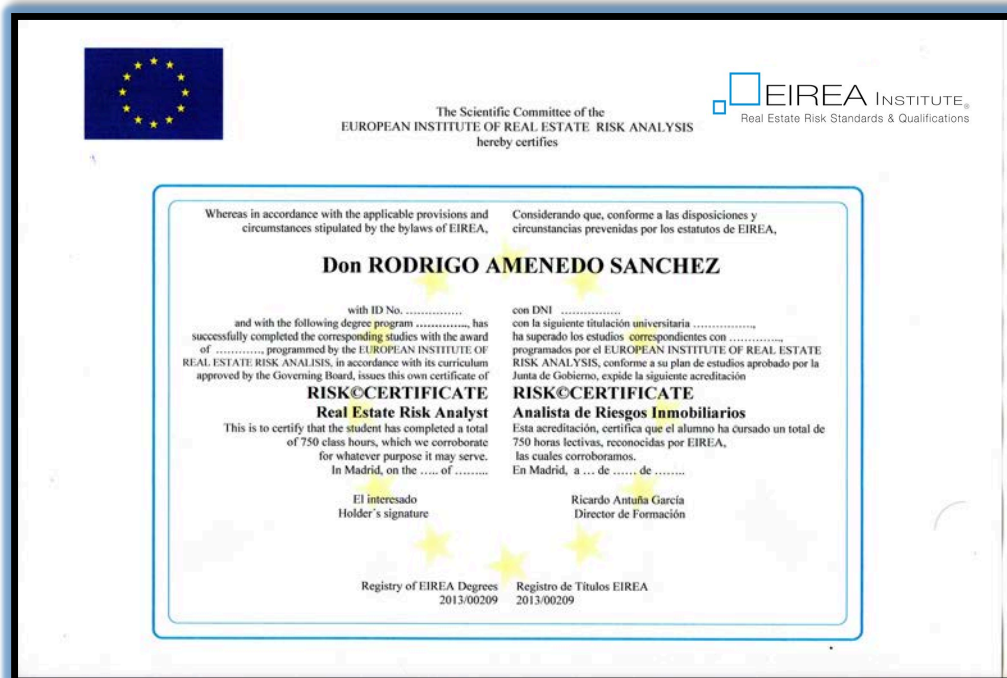 The Scientific Committee of the
EUROPEAN INSTITUTE OF REAL ESTATE RISK ANALYSIS
hereby certifies
EIREA INSTITUTE®
Real Estate Risk Standards & Qualifications
Whereas in accordance with the applicable provisions and
circumstances stipulated by the bylaws of EIREA,
Considerando que, conforme a las disposiciones y
circunstancias prevenidas por los estatutos de EIREA,
Don RODRIGO AMENEDO SANCHEZ
with ID No. ...............
and with the following degree program .............., has
successfully completed the corresponding studies with the award
of ............, programmed by the EUROPEAN INSTITUTE OF
REAL ESTATE RISK ANALISIS, in accordance with its curriculum
approved by the Governing Board, issues this own certificate of
RISK©CERTIFICATE
Real Estate Risk Analyst
This is to certify that the student has completed a total
of 750 class hours, which we corroborate
for whatever purpose it may serve.
In Madrid, on the ..... of .........
con DNI ................
con la siguiente titulación universitaria ................,
ha superado los estudios correspondientes con .............,
programados por el EUROPEAN INSTITUTE OF REAL ESTATE
RISK ANALYSIS, conforme a su plan de estudios aprobado por la
Junta de Gobierno, expide la siguiente acreditación
RISK©CERTIFICATE
Analista de Riesgos Inmobiliarios
Esta acreditación, certifica que el alumno ha cursado un total de
750 horas lectivas, reconocidas por EIREA,
las cuales corroboramos.
En Madrid, a ... de ...... de ........
El interesado
Holder´s signature
Ricardo Antuña García
Director de Formación
Registry of EIREA Degrees
2013/00209
Registro de Títulos EIREA
2013/00209